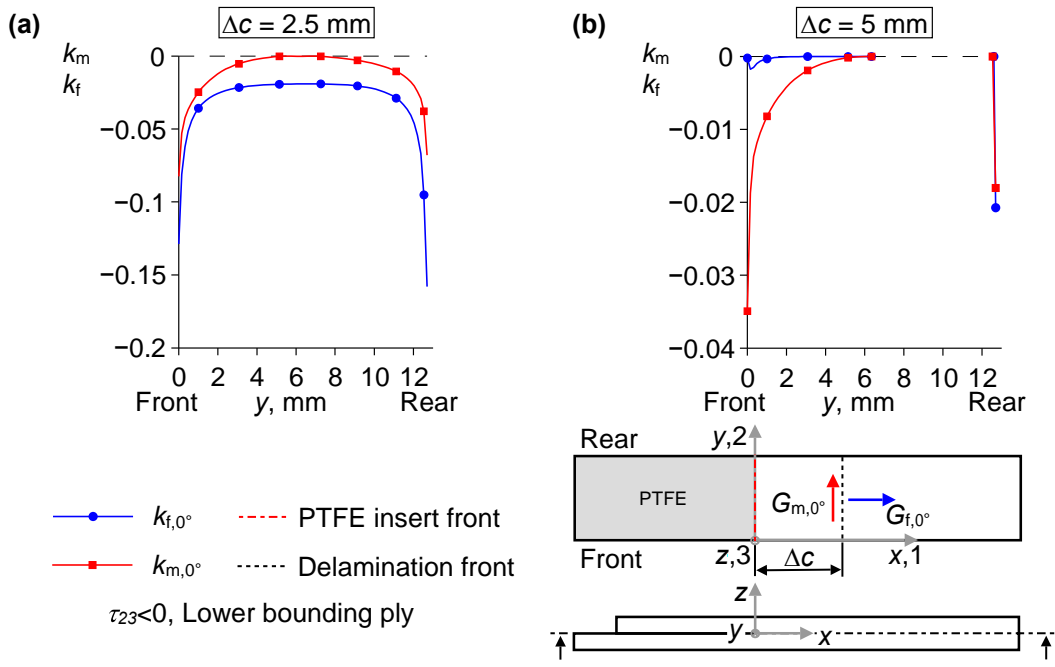 (a)
Δc = 2.5 mm
km
kf
0
−0.05
−0.1
−0.15
−0.2
0 2 4 6 8 10 12
Front y, mm Rear
(b)
Δc = 5 mm
km
kf
0
−0.01
−0.02
−0.03
−0.04
0 2 4 6 8 10 12
Front y, mm Rear
kf,0°
PTFE insert front
km,0°
Delamination front
τ23<0, Lower bounding ply
Rear
y,2
PTFE
Gm,0°
Gf,0°
Front
z,3
Δc
x,1
z
y
x